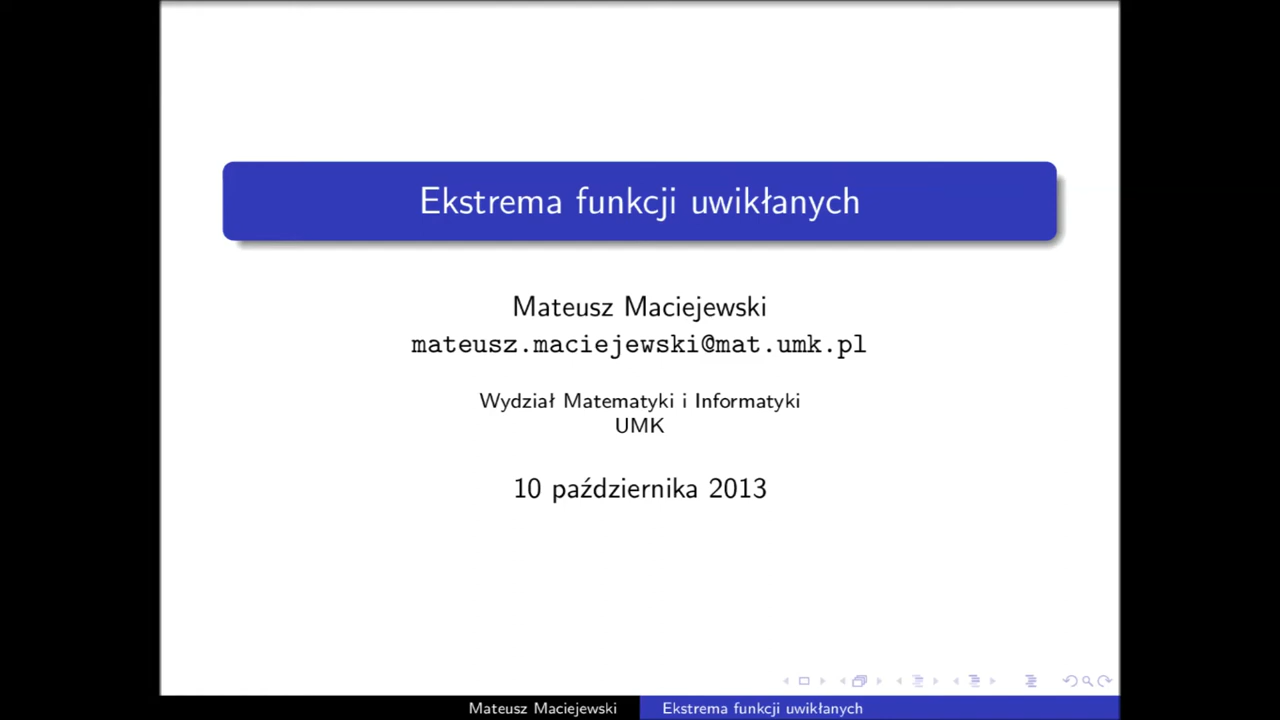 Ekstrema funkcji uwikłanych
Mateusz Maciejewski
mateusz.maciejewski@mat.umk.pl
Wydział Matematyki i Informatyki
UMK
10 października 2013
Mateusz Maciejewski
Ekstrema funkcji uwikłanych